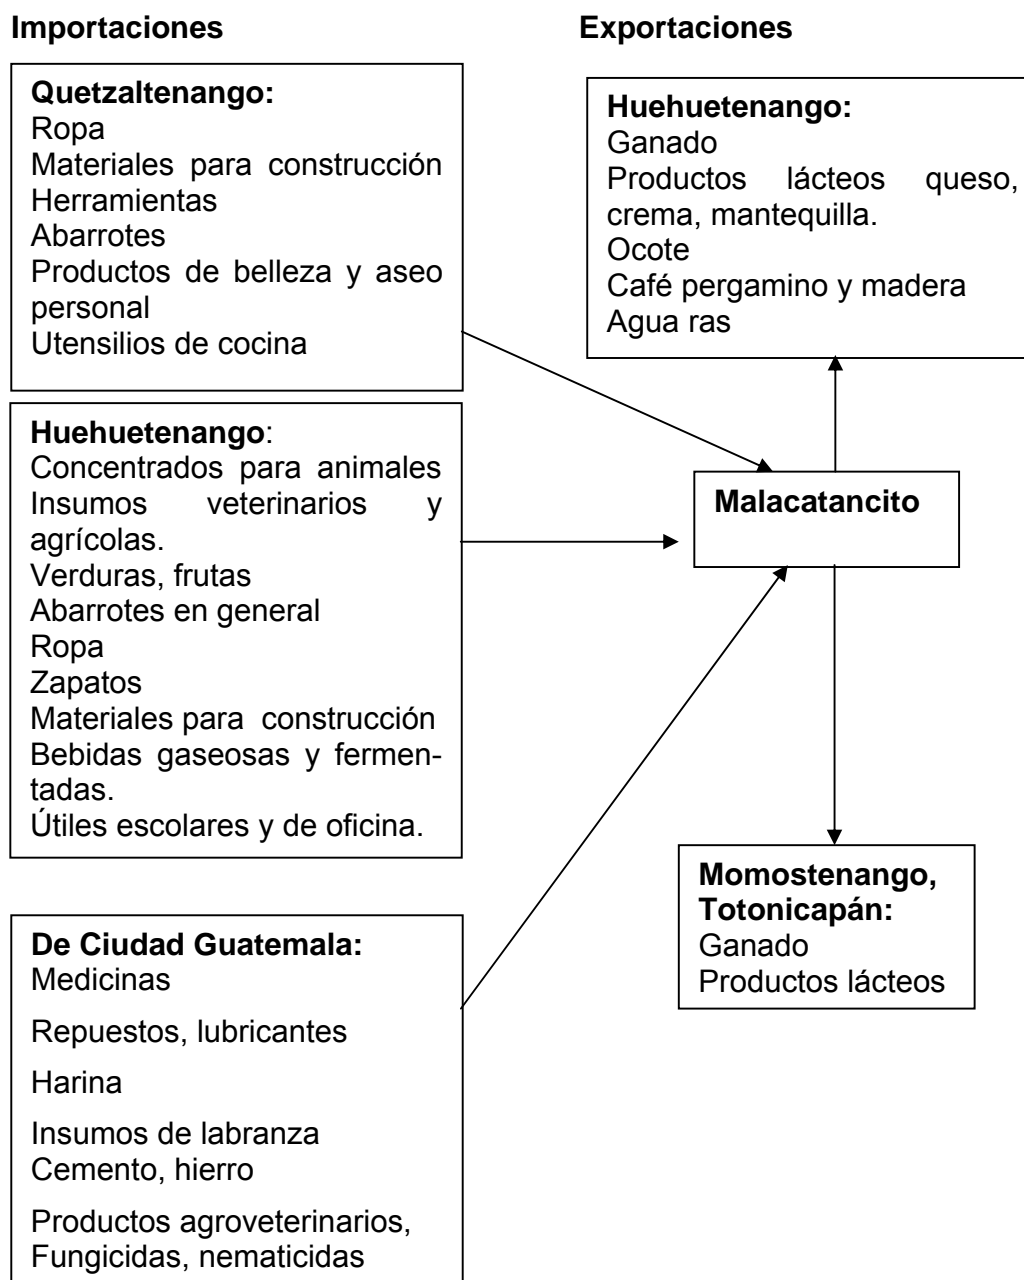 Importaciones
Exportaciones
Quetzaltenango:
Ropa
Materiales para construcción
Herramientas
Abarrotes
Productos de belleza y aseo
personal
Utensilios de cocina
Huehuetenango:
Concentrados para animales
Insumos veterinarios y
agrícolas.
Verduras, frutas
Abarrotes en general
Ropa
Zapatos
Materiales para construcción
Bebidas gaseosas y fermen-
tadas.
Útiles escolares y de oficina.
De Ciudad Guatemala:
Medicinas
Repuestos, lubricantes
Harina
Insumos de labranza
Cemento, hierro
Productos agroveterinarios,
Fungicidas, nematicidas
Huehuetenango:
Ganado
Productos lácteos queso,
crema, mantequilla.
Ocote
Café pergamino y madera
Agua ras
Malacatancito
Momostenango,
Totonicapán:
Ganado
Productos lácteos